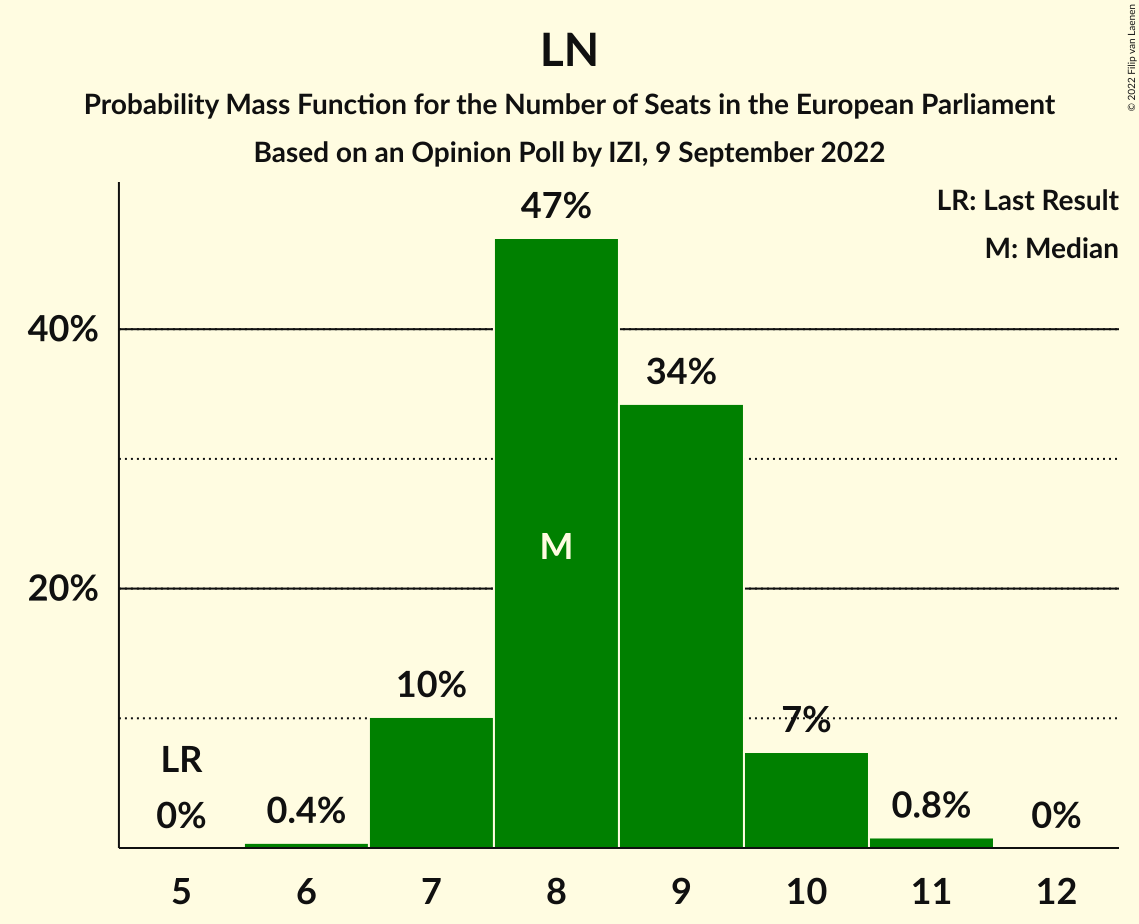 LN
Probability Mass Function for the Number of Seats in the European Parliament
Based on an Opinion Poll by IZI, 9 September 2022
© 2022 Filip van Laenen
LR: Last Result
M: Median
47%
40%
34%
M
20%
10%
7%
LR
0%
0.4%
0.8%
0%
5 6 7 8 9 10 11 12